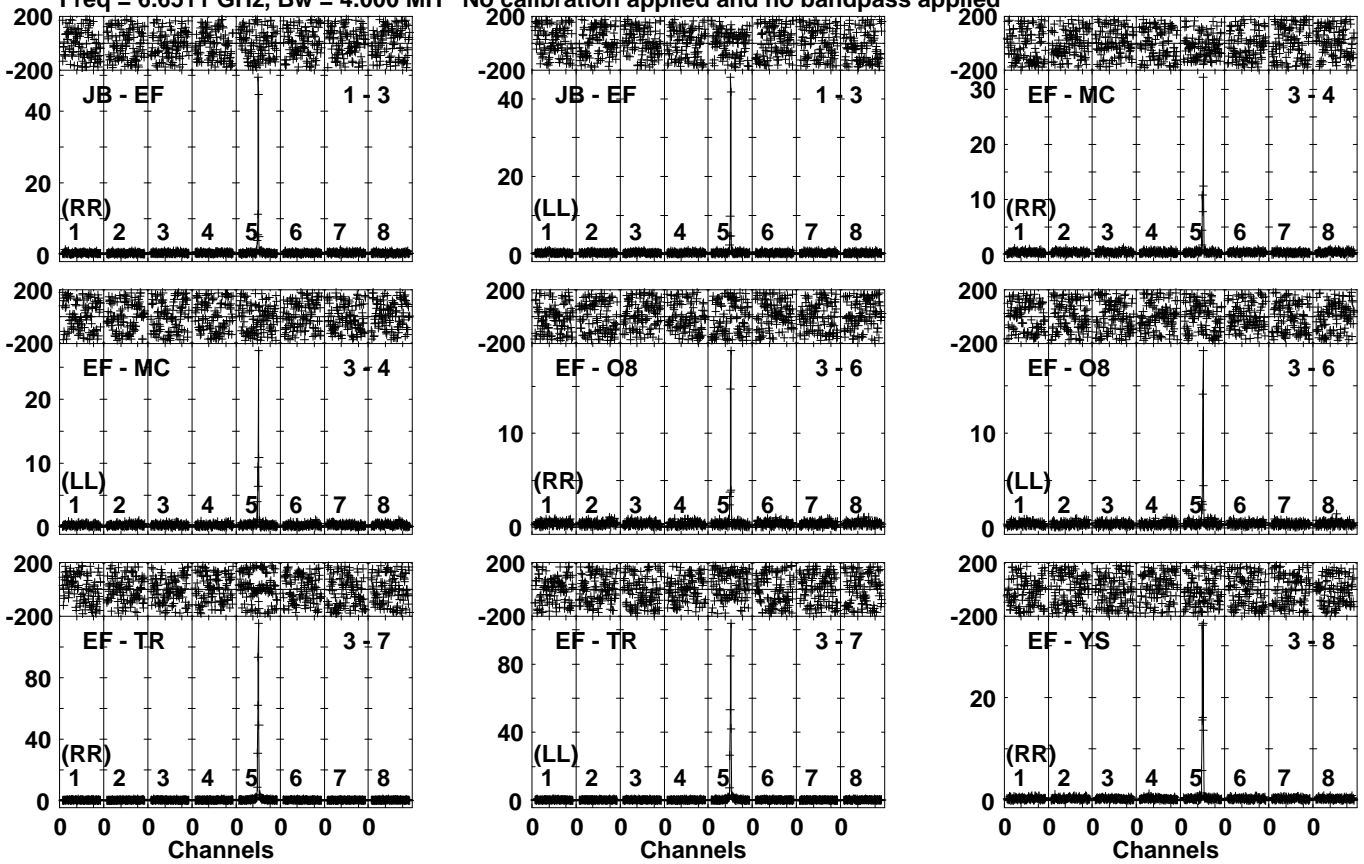 Freq = 6.6511 GHz, Bw = 4.000 MH No calibration applied and no bandpass applied
200 200 200
-200 -200 -200
JB - EF 1 - 3 JB - EF 1 - 3 EF - MC 3 - 4
40 40 30
20 20 20
10
(RR) (LL) (RR)
1 2 3 4 5 6 7 8 1 2 3 4 5 6 7 8 1 2 3 4 5 6 7 8
0 0 0
200 200 200
-200 -200 -200
EF - MC 3 - 4 EF - O8 3 - 6 EF - O8 3 - 6
20
10 10 10
(LL) (RR) (LL)
1 2 3 4 5 6 7 8 1 2 3 4 5 6 7 8 1 2 3 4 5 6 7 8
0 0 0
200 200 200
-200 -200 -200
EF - TR 3 - 7 EF - TR 3 - 7 EF - YS 3 - 8
80 80
20
40 40
(RR) (LL) (RR)
1 2 3 4 5 6 7 8 1 2 3 4 5 6 7 8 1 2 3 4 5 6 7 8
0 0 0
0 0 0 0 0 0 0 0 0 0 0 0 0 0 0 0 0 0 0 0 0 0 0 0
Channels Channels Channels